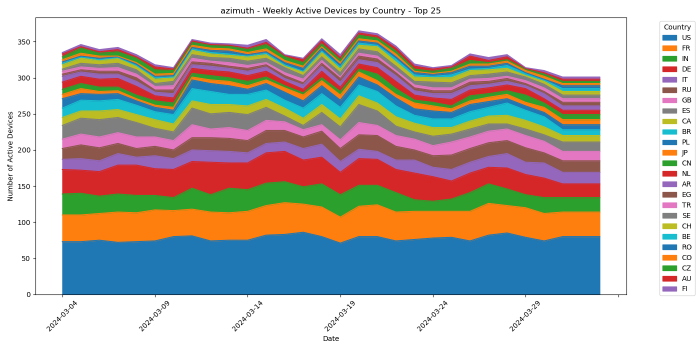 azimuth - Weekly Active Devices by Country - Top 25
Number of Active Devices
350
300
250
200
150
100
50
0
2024-03-04
2024-03-09
2024-03-14
2024-03-19
2024-03-24
2024-03-29
Date
Country
US
FR
IN
DE
IT
RU
GB
ES
CA
BR
PL
JP
CN
NL
AR
EG
TR
SE
CH
BE
RO
CO
CZ
AU
FI